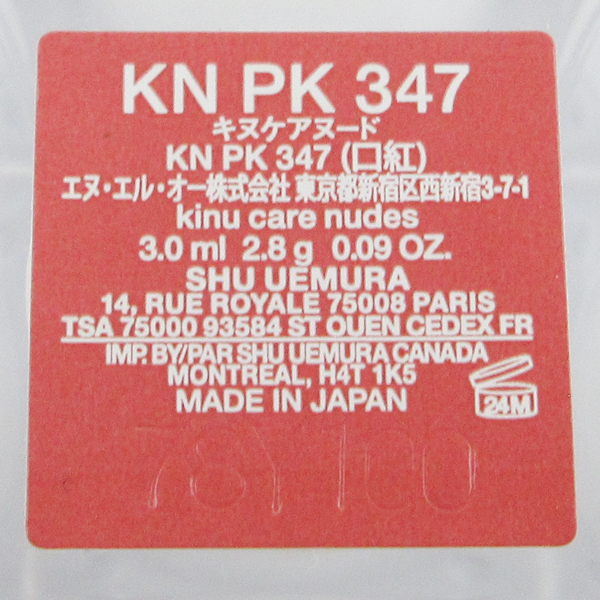 KN PK 347
キヌケアヌード
KN PK 347 (口紅)
エヌ・エル・オー株式会社 東京都新宿区西新宿3-7-1
kinu care nudes
3.0 ml 2.8 g 0.09 OZ.
SHU UEMURA
14, RUE ROYALE 75008 PARIS
TSA 75000 93584 ST OUEN CEDEX FR
IMP. BY/PAR SHU UEMURA CANADA
MONTREAL, H4T 1K5
MADE IN JAPAN
24M